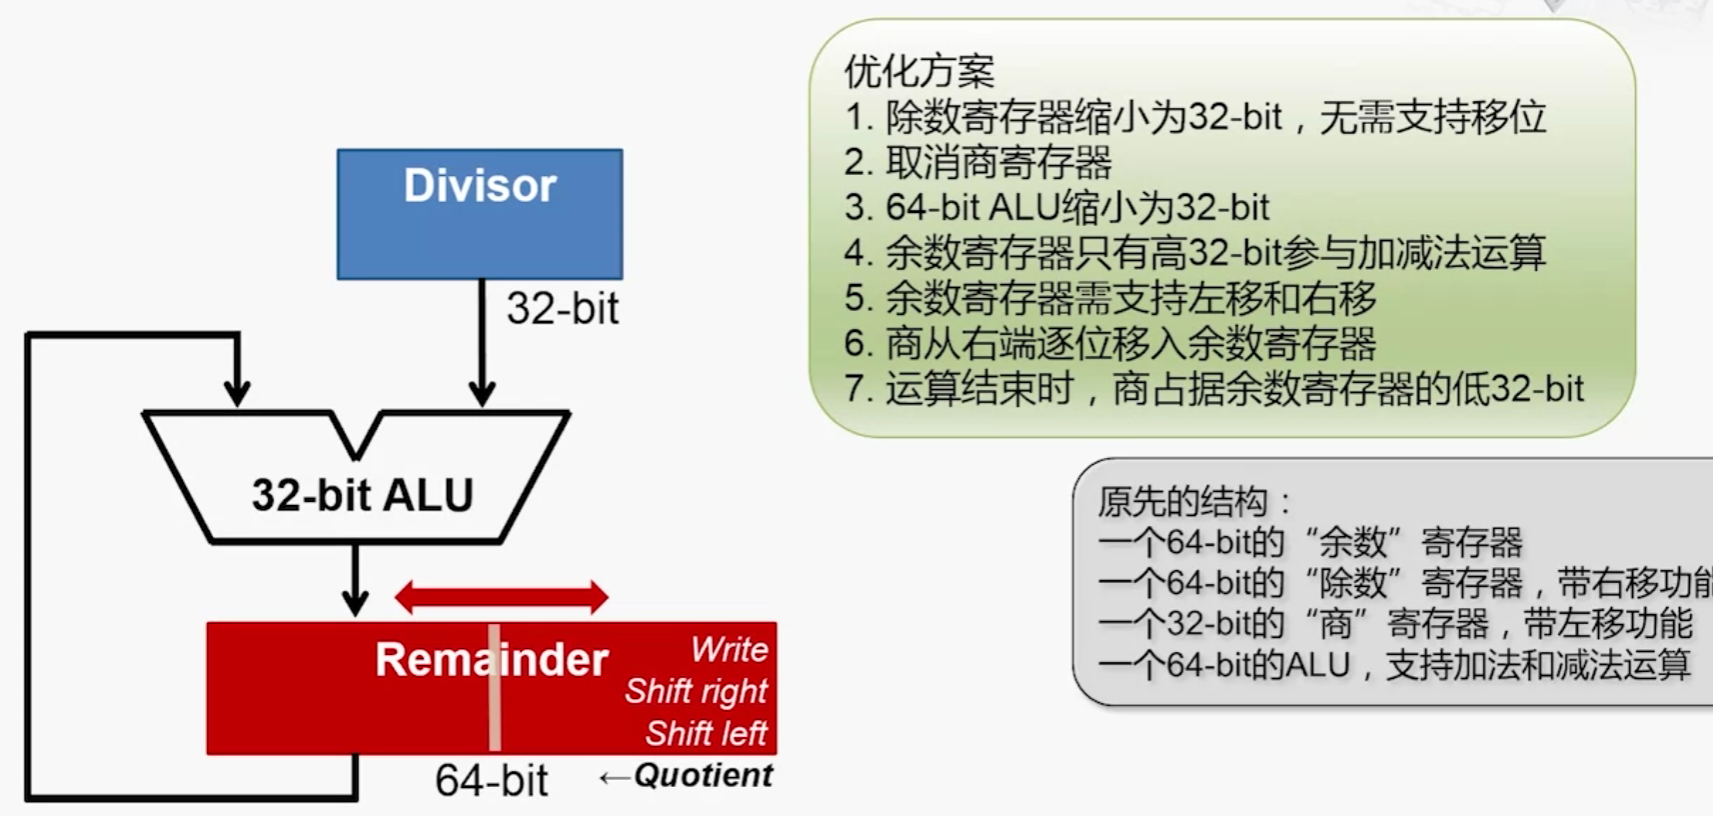 Divisor
32-bit
32-bit ALU
Remainder
Write
Shift right
Shift left
64-bit
←Quotient
优化方案
1. 除数寄存器缩小为32-bit，无需支持移位
2. 取消商寄存器
3. 64-bit ALU缩小为32-bit
4. 余数寄存器只有高32-bit参与加减法运算
5. 余数寄存器需支持左移和右移
6. 商从右端逐位移入余数寄存器
7. 运算结束时，商占据余数寄存器的低32-bit
原先的结构：
一个64-bit的“余数”寄存器
一个64-bit的“除数”寄存器，带右移功能
一个32-bit的“商”寄存器，带左移功能
一个64-bit的ALU，支持加法和减法运算